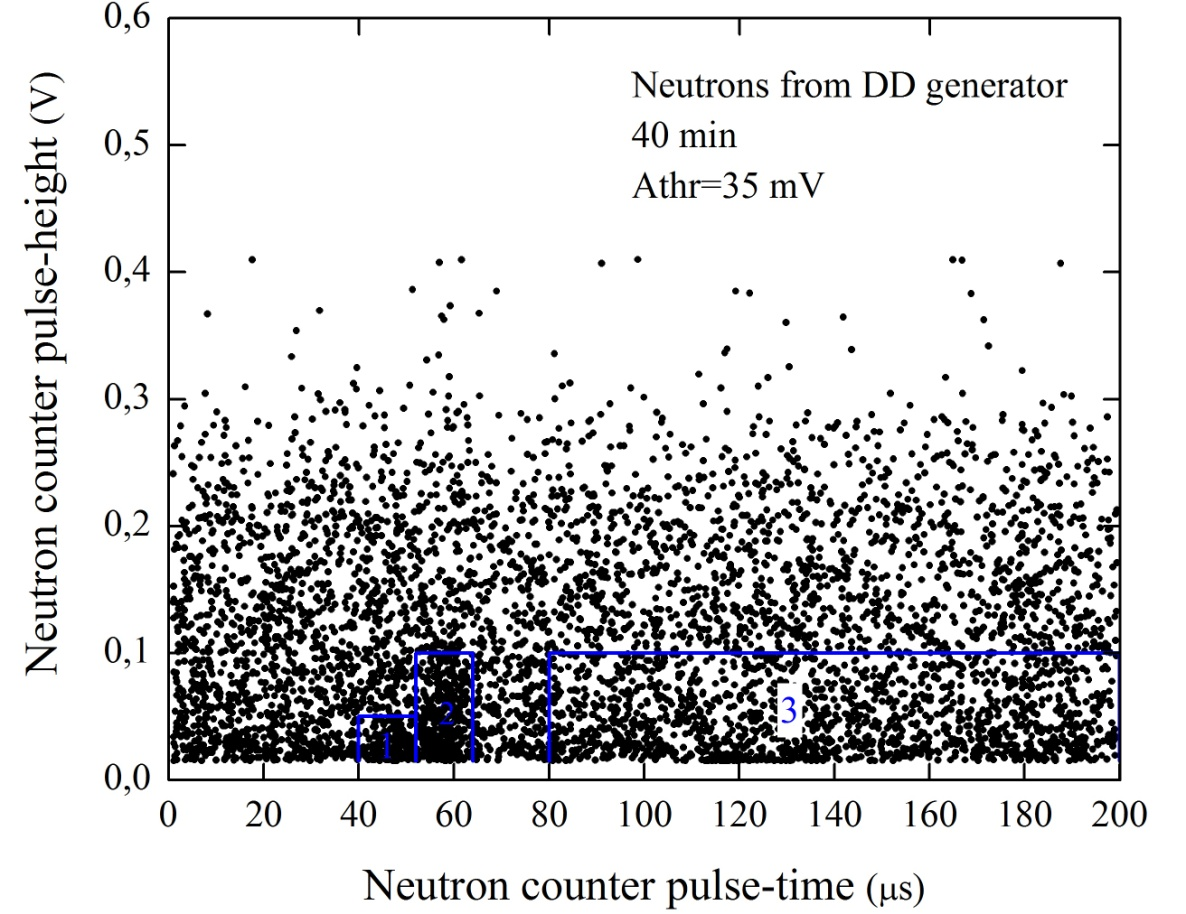 0,6
0,5
0,4
0,3
0,2
0,1
0,0
Neutron counter pulse-height (V)
Neutrons from DD generator
40 min
Athr=35 mV
1
2
3
0 20 40 60 80 100 120 140 160 180 200
Neutron counter pulse-time (μs)